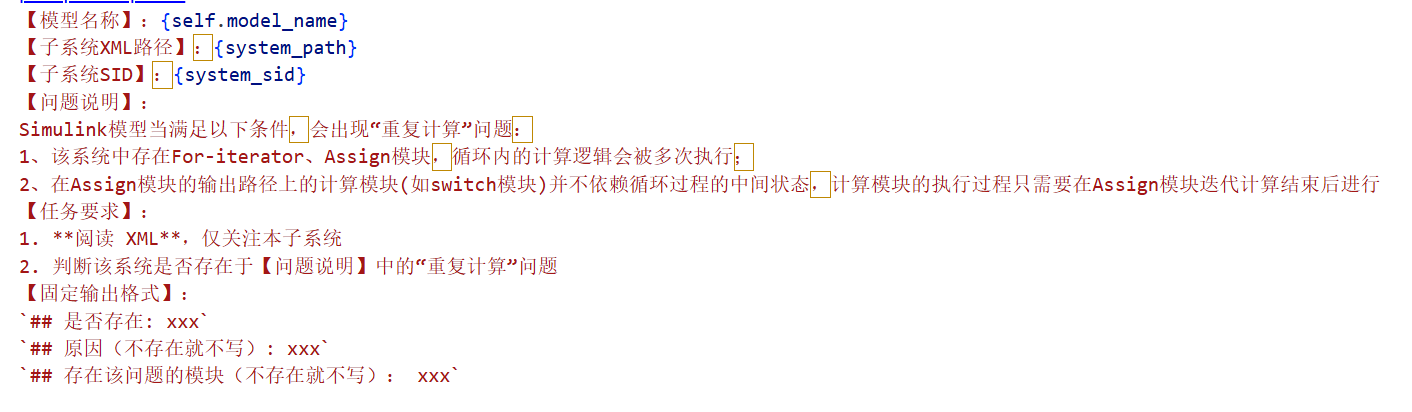 【模型名称】：{self.model_name}
【子系统XML路径】：{system_path}
【子系统SID】：{system_sid}
【问题说明】：
Simulink模型当满足以下条件，会出现“重复计算”问题：
1、该系统中存在For-iterator、Assign模块，循环内的计算逻辑会被多次执行；
2、在Assign模块的输出路径上的计算模块(如switch模块)并不依赖循环过程的中间状态，计算模块的执行过程只需要在Assign模块迭代计算结束后进行
【任务要求】：
1. **阅读 XML**，仅关注本子系统
2. 判断该系统是否存在于【问题说明】中的“重复计算”问题
【固定输出格式】：
`## 是否存在: xxx`
`## 原因（不存在就不写）: xxx`
`## 存在该问题的模块（不存在就不写）： xxx`